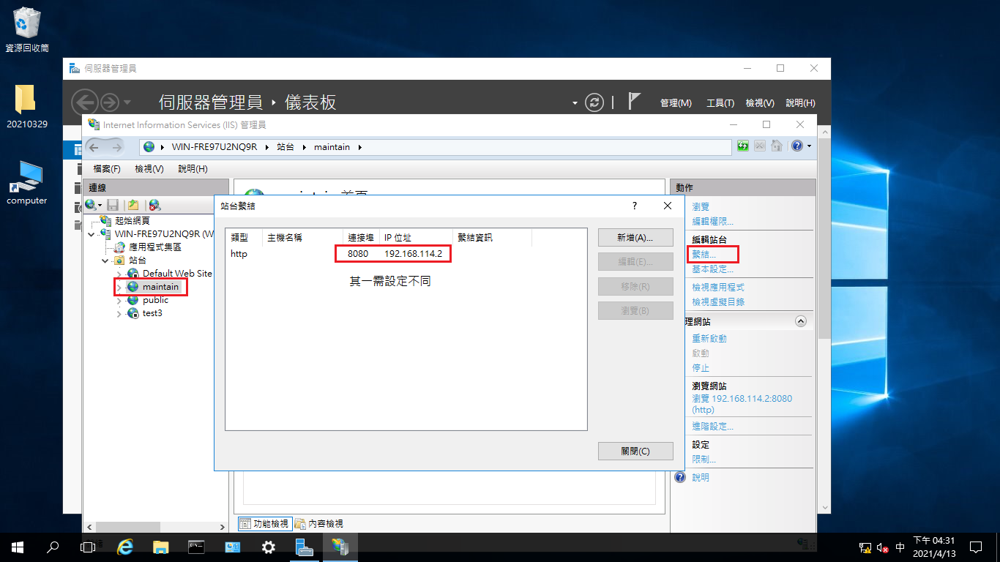 資源回收筒
20210329
computer
伺服器管理員
伺服器管理員 ‣ 儀表板
管理(M) 工具(T) 檢視(V) 說明(H)
Internet Information Services (IIS) 管理員
WIN-FRE97U2NQ9R 站台 maintain
檔案(F) 檢視(V) 說明(H)
連線
起始網頁
WIN-FRE97U2NQ9R (W
應用程式集區
站台
Default Web Site
maintain
public
test3
站台繫結
類型 主機名稱 連接埠 IP 位址 繫結資訊
http 8080 192.168.114.2
其一需設定不同
新增(A)...
編輯(E)...
移除(R)
瀏覽(B)
關閉(C)
動作
瀏覽
編輯權限...
編輯站台
繫結...
基本設定...
檢視應用程式
檢視虛擬目錄
理網站
重新啟動
啟動
停止
瀏覽網站
瀏覽 192.168.114.2:8080
(http)
進階設定...
設定
限制...
說明
功能檢視 內容檢視
中
下午 04:31
2021/4/13